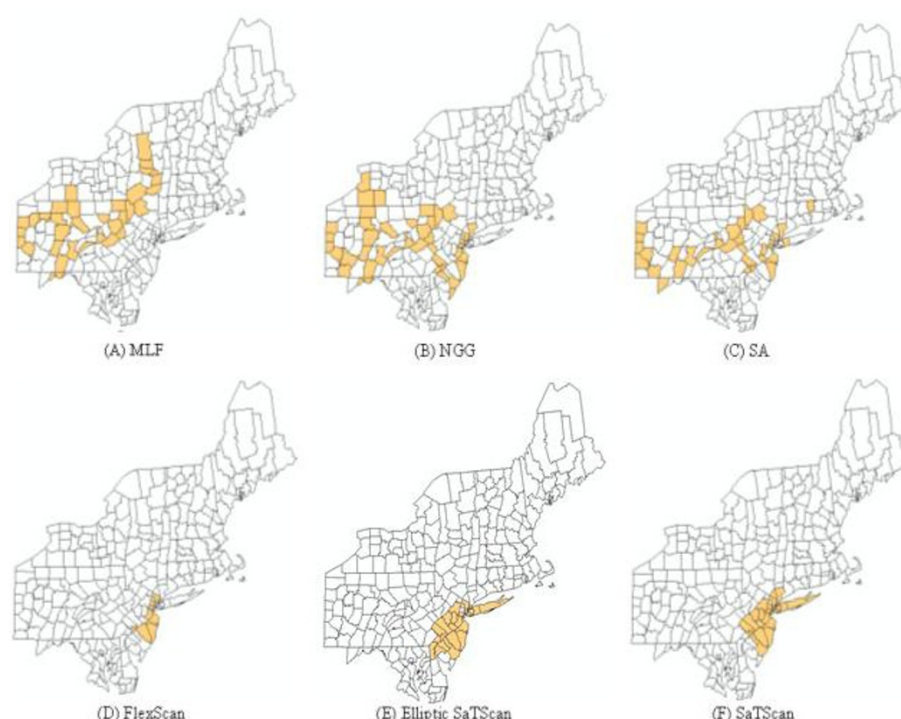 (A) MLF
(B) NGG
(C) SA
(D) FlexScan
(E) Elliptic SaTScan
(F) SaTScan